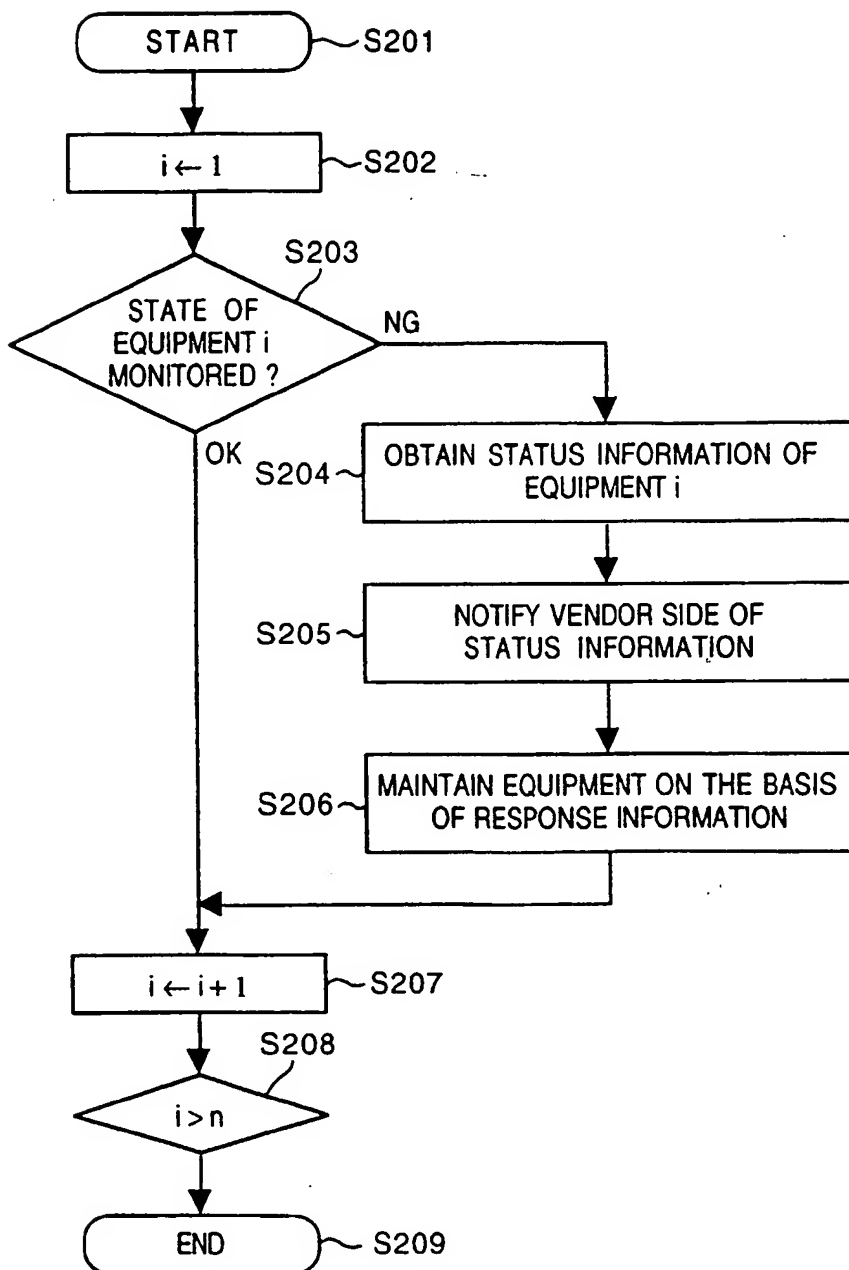 START
S201
i ← 1
S202
S203
STATE OF
EQUIPMENT i
MONITORED ?
NG
OK
S204
OBTAIN STATUS INFORMATION OF
EQUIPMENT i
S205
NOTIFY VENDOR SIDE OF
STATUS INFORMATION
S206
MAINTAIN EQUIPMENT ON THE BASIS
OF RESPONSE INFORMATION
i ← i + 1
S207
S208
i > n
END
S209